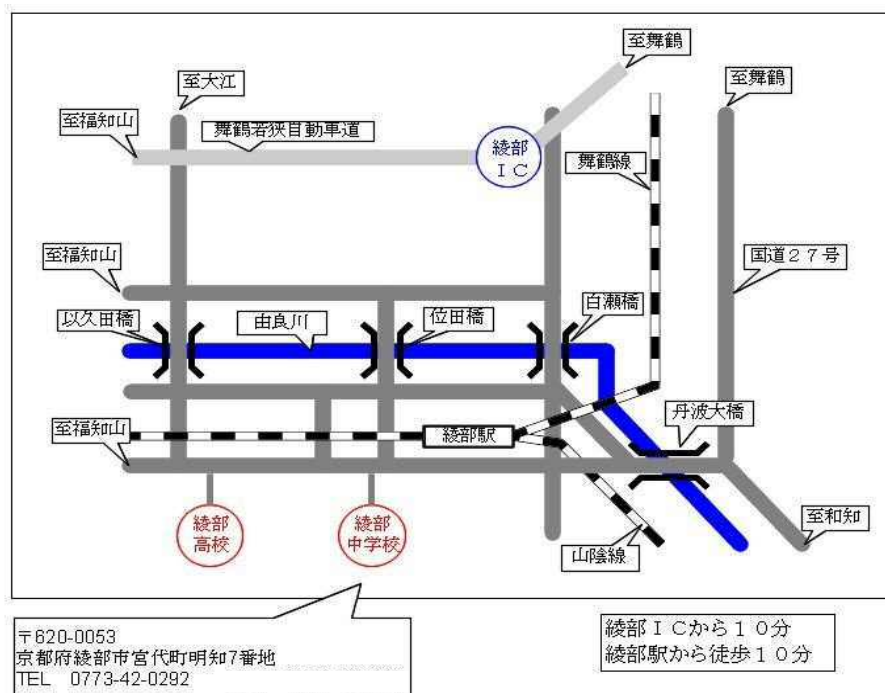 至舞鶴
至大江
至舞鶴
至福知山
舞鶴若狭自動車道
綾部
ＩＣ
舞鶴線
至福知山
国道２７号
以久田橋
由良川
位田橋
白瀬橋
丹波大橋
至福知山
綾部駅
綾部
高校
綾部
中学校
至和知
山陰線
〒620-0053
京都府綾部市宮代町明知7番地
TEL 0773-42-0292
綾部ＩＣから１０分
綾部駅から徒歩１０分